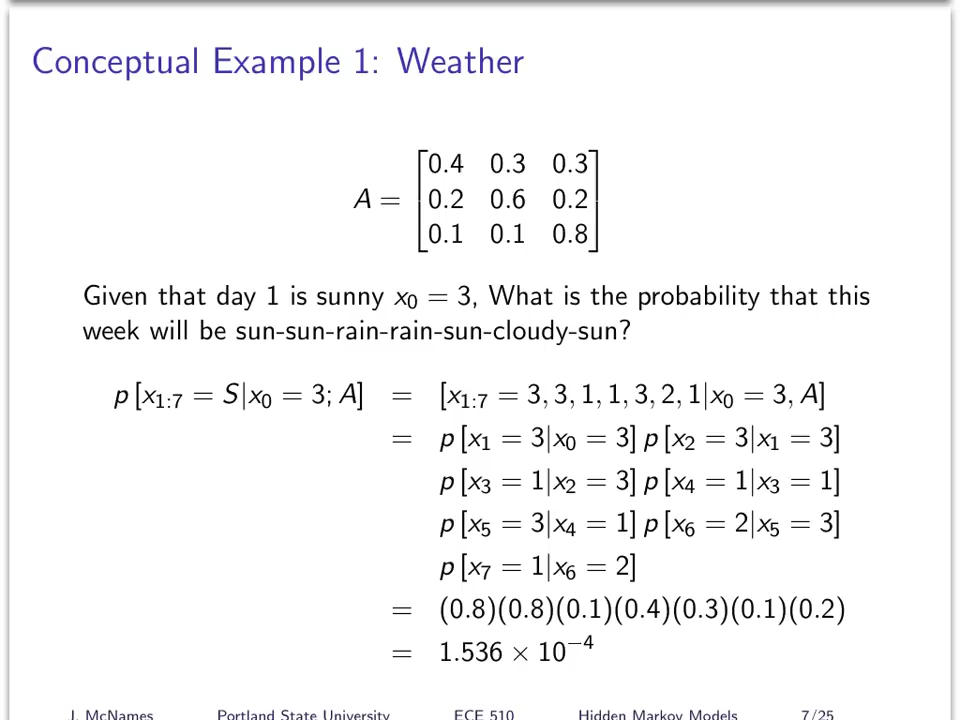 Conceptual Example 1: Weather
A = [0.4 0.3 0.3
0.2 0.6 0.2
0.1 0.1 0.8]
Given that day 1 is sunny x₀ = 3, What is the probability that this
week will be sun-sun-rain-rain-sun-cloudy-sun?
p [x₁:₇ = S|x₀ = 3; A] = [x₁:₇ = 3, 3, 1, 1, 3, 2, 1|x₀ = 3, A]
= p [x₁ = 3|x₀ = 3] p [x₂ = 3|x₁ = 3]
p [x₃ = 1|x₂ = 3] p [x₄ = 1|x₃ = 1]
p [x₅ = 3|x₄ = 1] p [x₆ = 2|x₅ = 3]
p [x₇ = 1|x₆ = 2]
= (0.8)(0.8)(0.1)(0.4)(0.3)(0.1)(0.2)
= 1.536 × 10⁻⁴
J. McNames Portland State University ECE 510 Hidden Markov Models 7/25